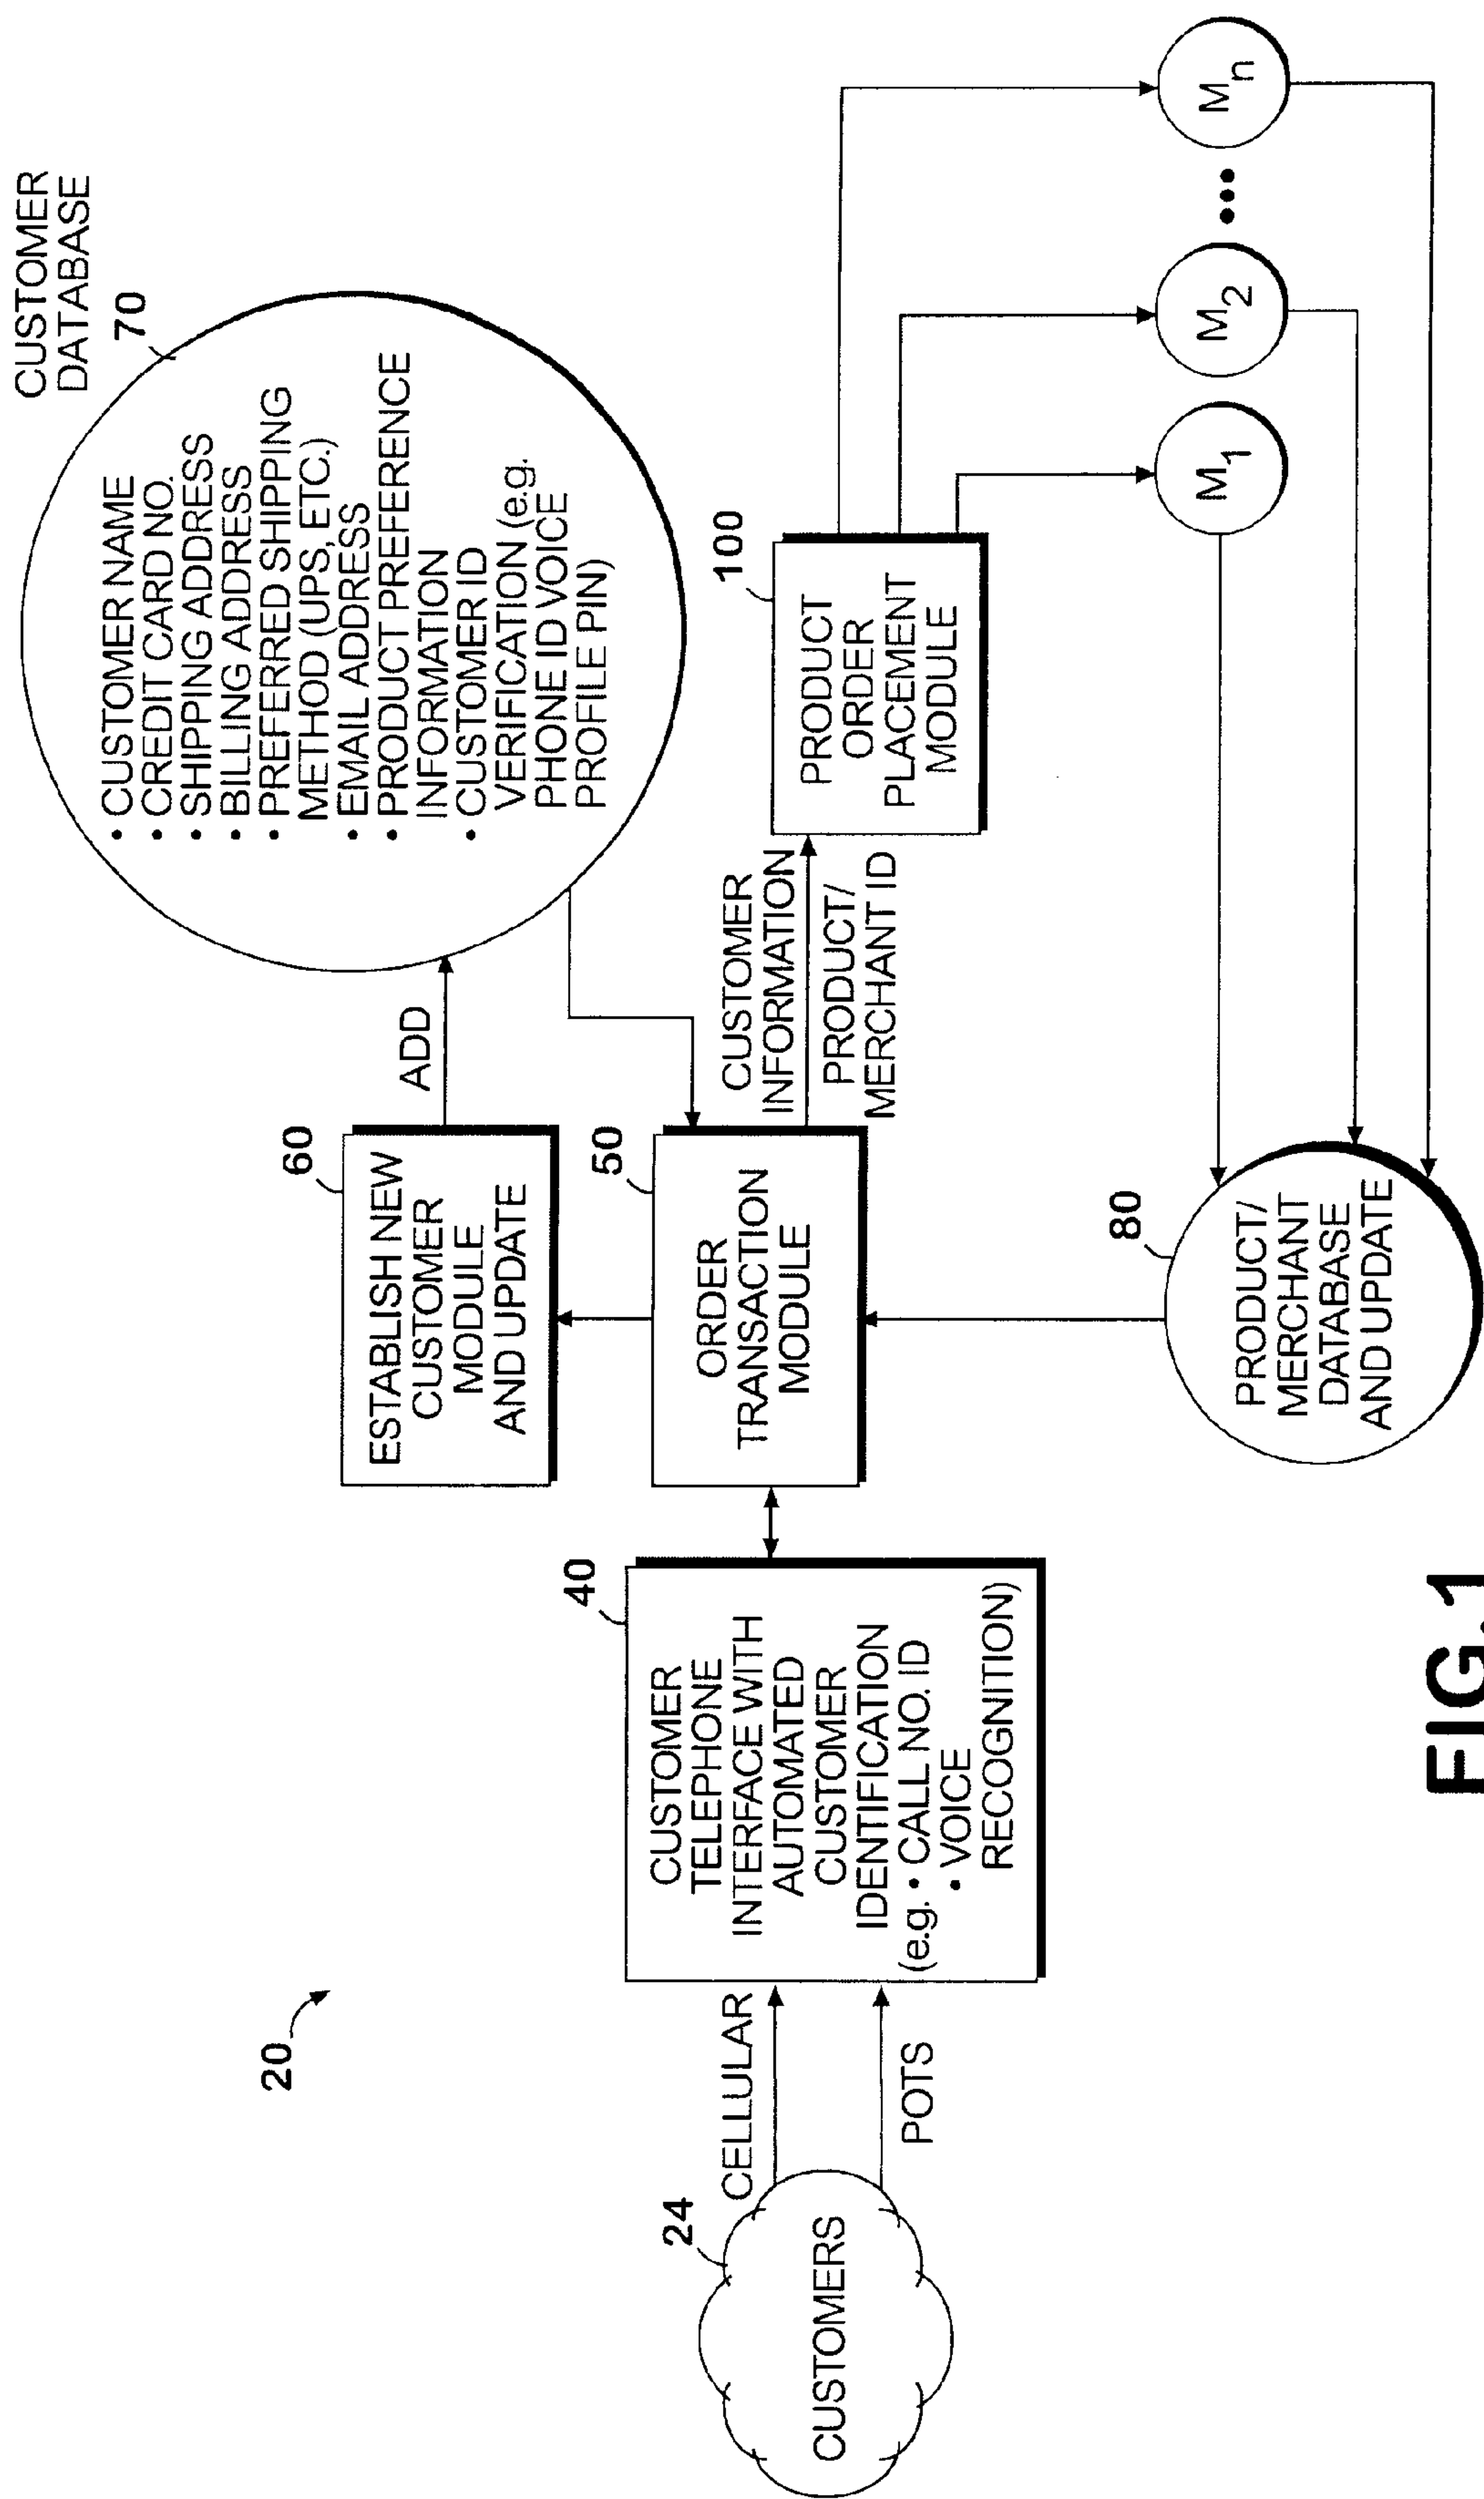 20
24
CUSTOMERS
CELLULAR
POTS
40
CUSTOMER
TELEPHONE
INTERFACE WITH
AUTOMATED
CUSTOMER
IDENTIFICATION
(e.g. • CALL NO. ID
• VOICE
RECOGNITION)
60
ESTABLISH NEW
CUSTOMER
MODULE
AND UPDATE
ADD
50
ORDER
TRANSACTION
MODULE
80
PRODUCT/
MERCHANT
DATABASE
AND UPDATE
CUSTOMER
DATABASE
70
• CUSTOMER NAME
• CREDIT CARD NO.
• SHIPPING ADDRESS
• BILLING ADDRESS
• PREFERRED SHIPPING
METHOD (UPS, ETC.)
• EMAIL ADDRESS
• PRODUCT PREFERENCE
INFORMATION
• CUSTOMER ID
VERIFICATION (e.g.
PHONE ID VOICE
PROFILE PIN)
CUSTOMER
INFORMATION
PRODUCT/
MERCHANT ID
100
PRODUCT
ORDER
PLACEMENT
MODULE
M1
M2
•••
Mn
FIG.1